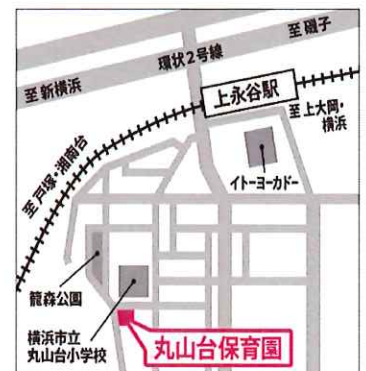 至磯子
環状2号線
至新横浜
上永谷駅
至上大岡・
横浜
至戸塚・湘南台
イトーヨーカドー
籠森公園
横浜市立
丸山台小学校
丸山台保育園